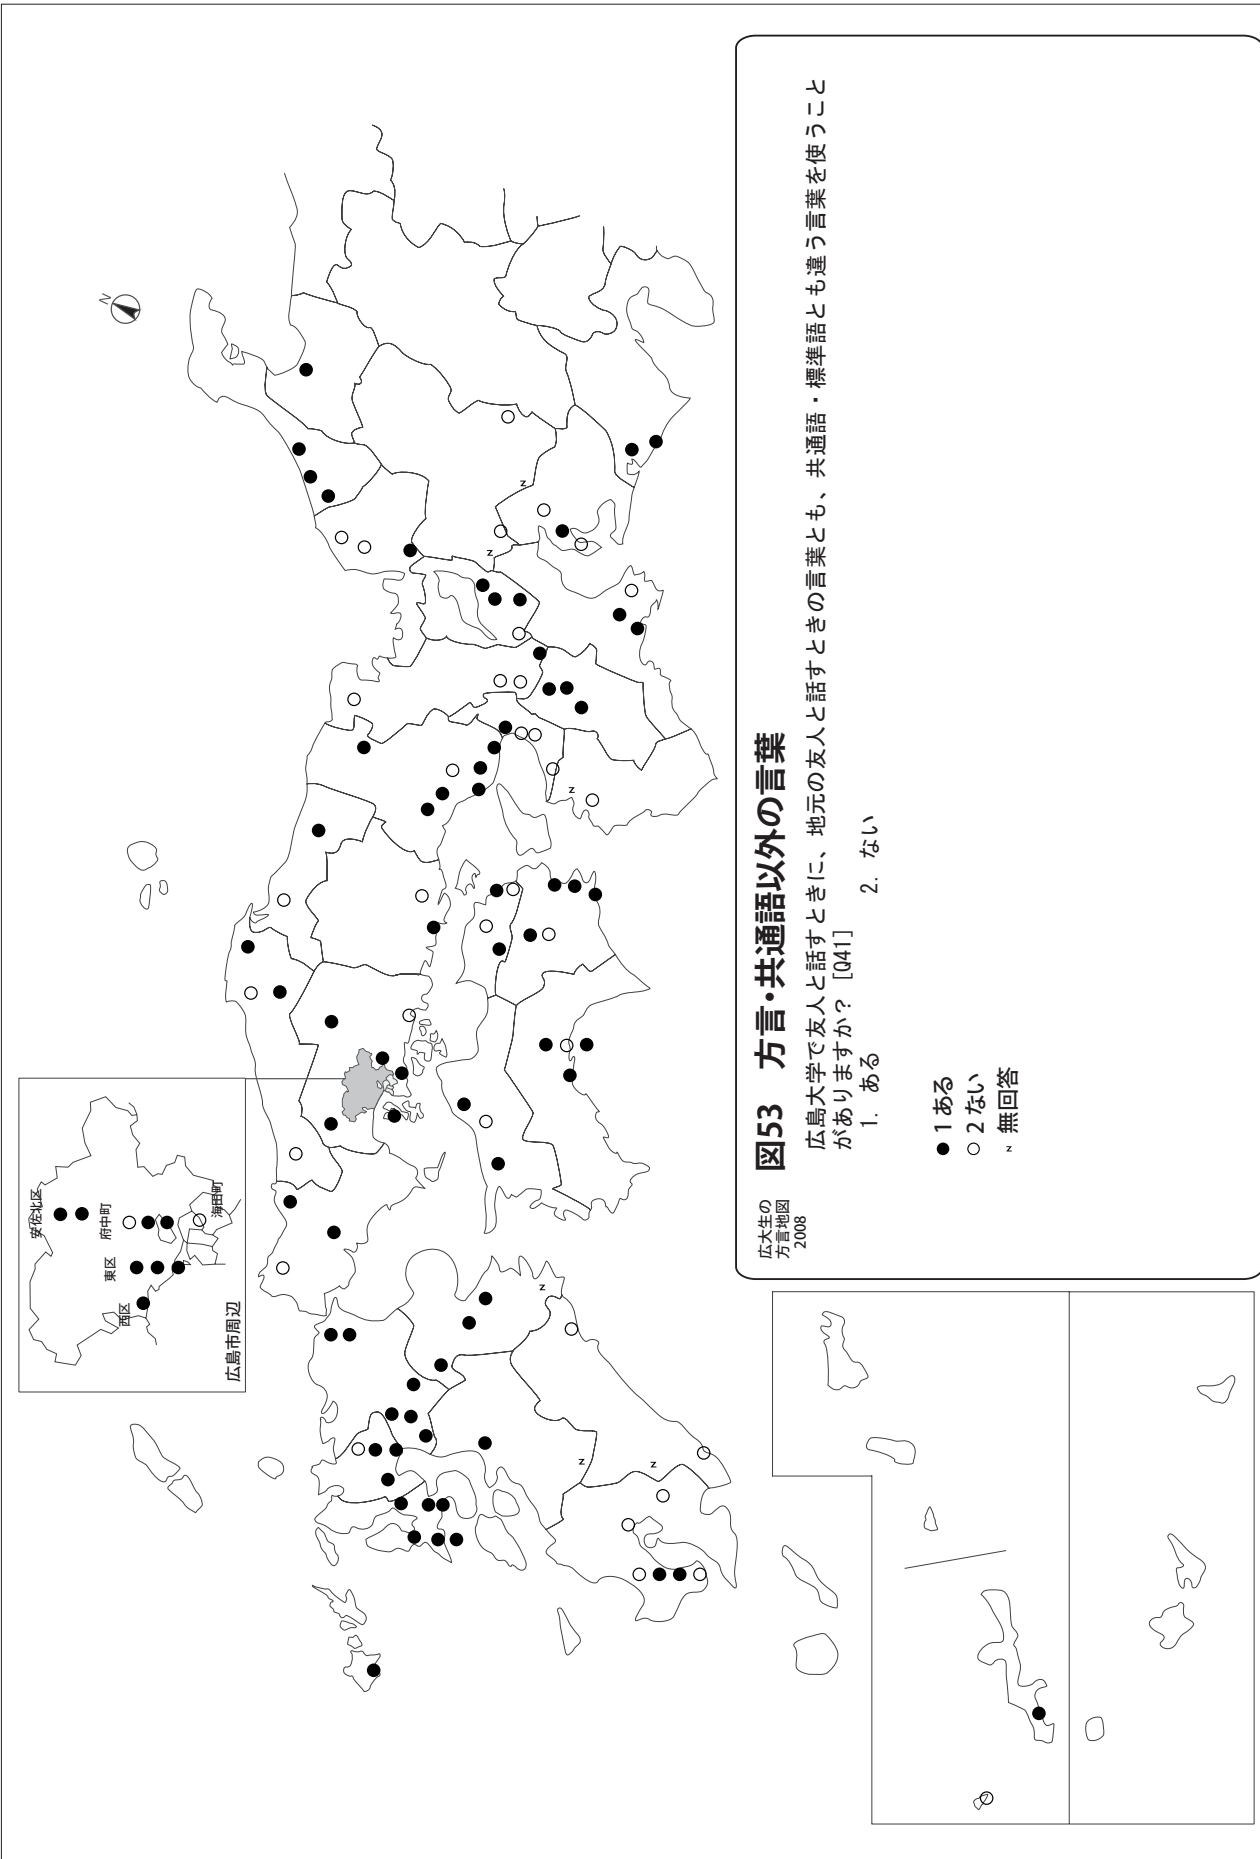 広大生の
方言地図
2008
図53 方言・共通語以外の言葉
広島大学で友人と話すときに、地元の友人と話すときの言葉とも、共通語・標準語とも違う言葉を使うこと
がありますか？ [Q41]
1. ある 2. ない
● 1 ある
○ 2 ない
z 無回答
N
安佐北区
府中町
海田町
東区
西区
広島市周辺
z
z
z
z
z
z